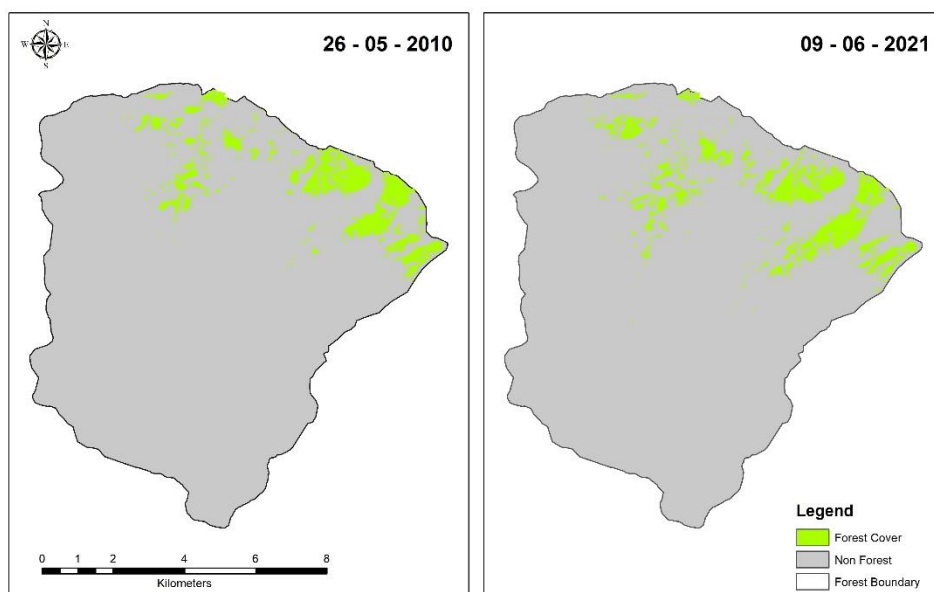 N
W E
S
26 - 05 - 2010
09 - 06 - 2021
0 1 2 4 6 8
Kilometers
Legend
Forest Cover
Non Forest
Forest Boundary